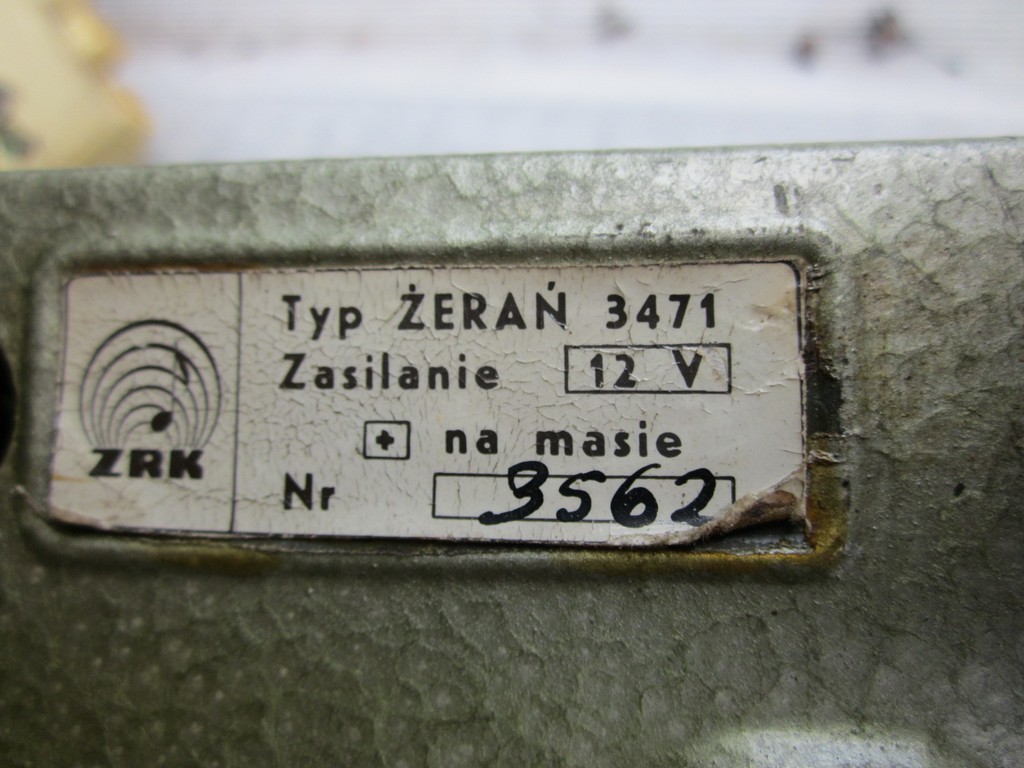 ZRK
Typ ŻERAŃ 3471
Zasilanie 12 V
+ na masie
Nr 3562